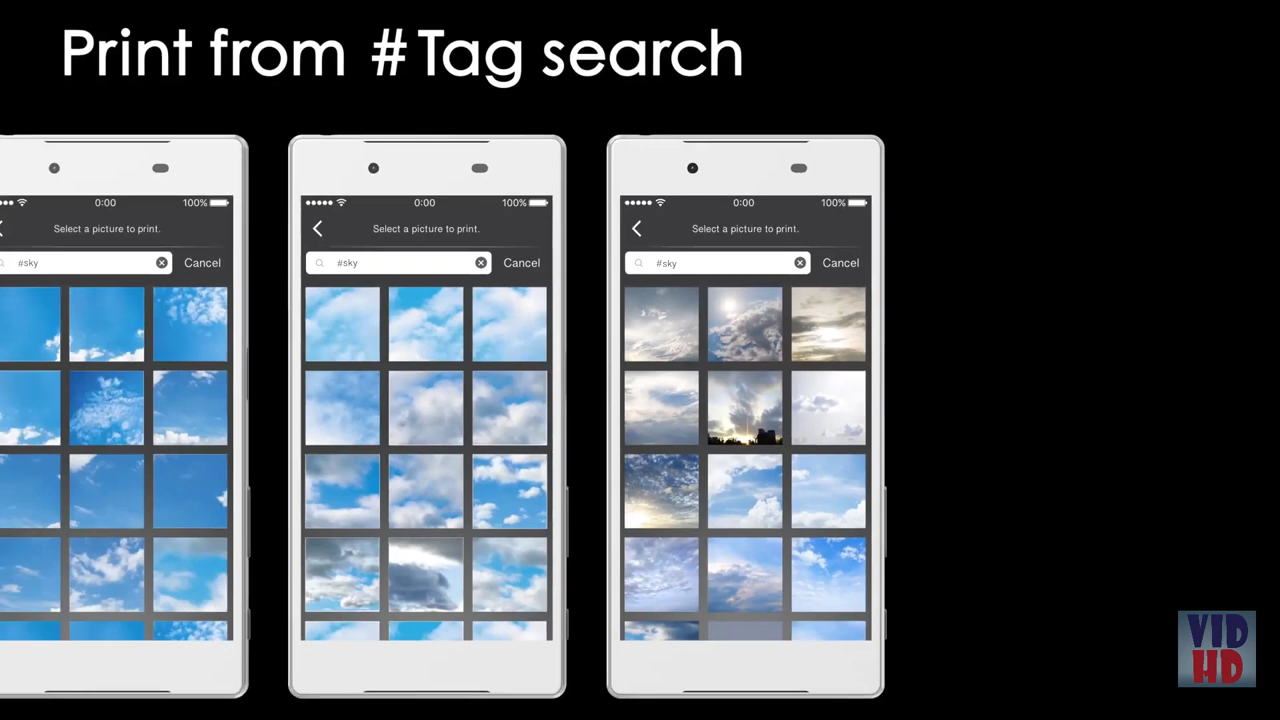 Print from #Tag search
0:00 100%
Select a picture to print.
#sky Cancel
0:00 100%
Select a picture to print.
#sky Cancel
0:00 100%
Select a picture to print.
#sky Cancel
VID
HD